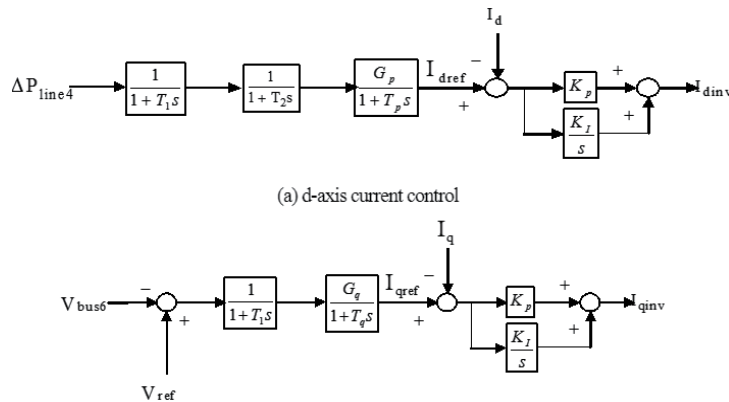 I_d
ΔP_line4
1
1 + T_1 s
1
1 + T_2 s
G_p
1 + T_p s
I_dref
−
+
K_p
K_I
s
+
+
I_dinv
(a) d-axis current control
I_q
V_bus6
−
+
1
1 + T_1 s
G_q
1 + T_q s
I_qref
−
+
K_p
K_I
s
+
+
I_qinv
V_ref